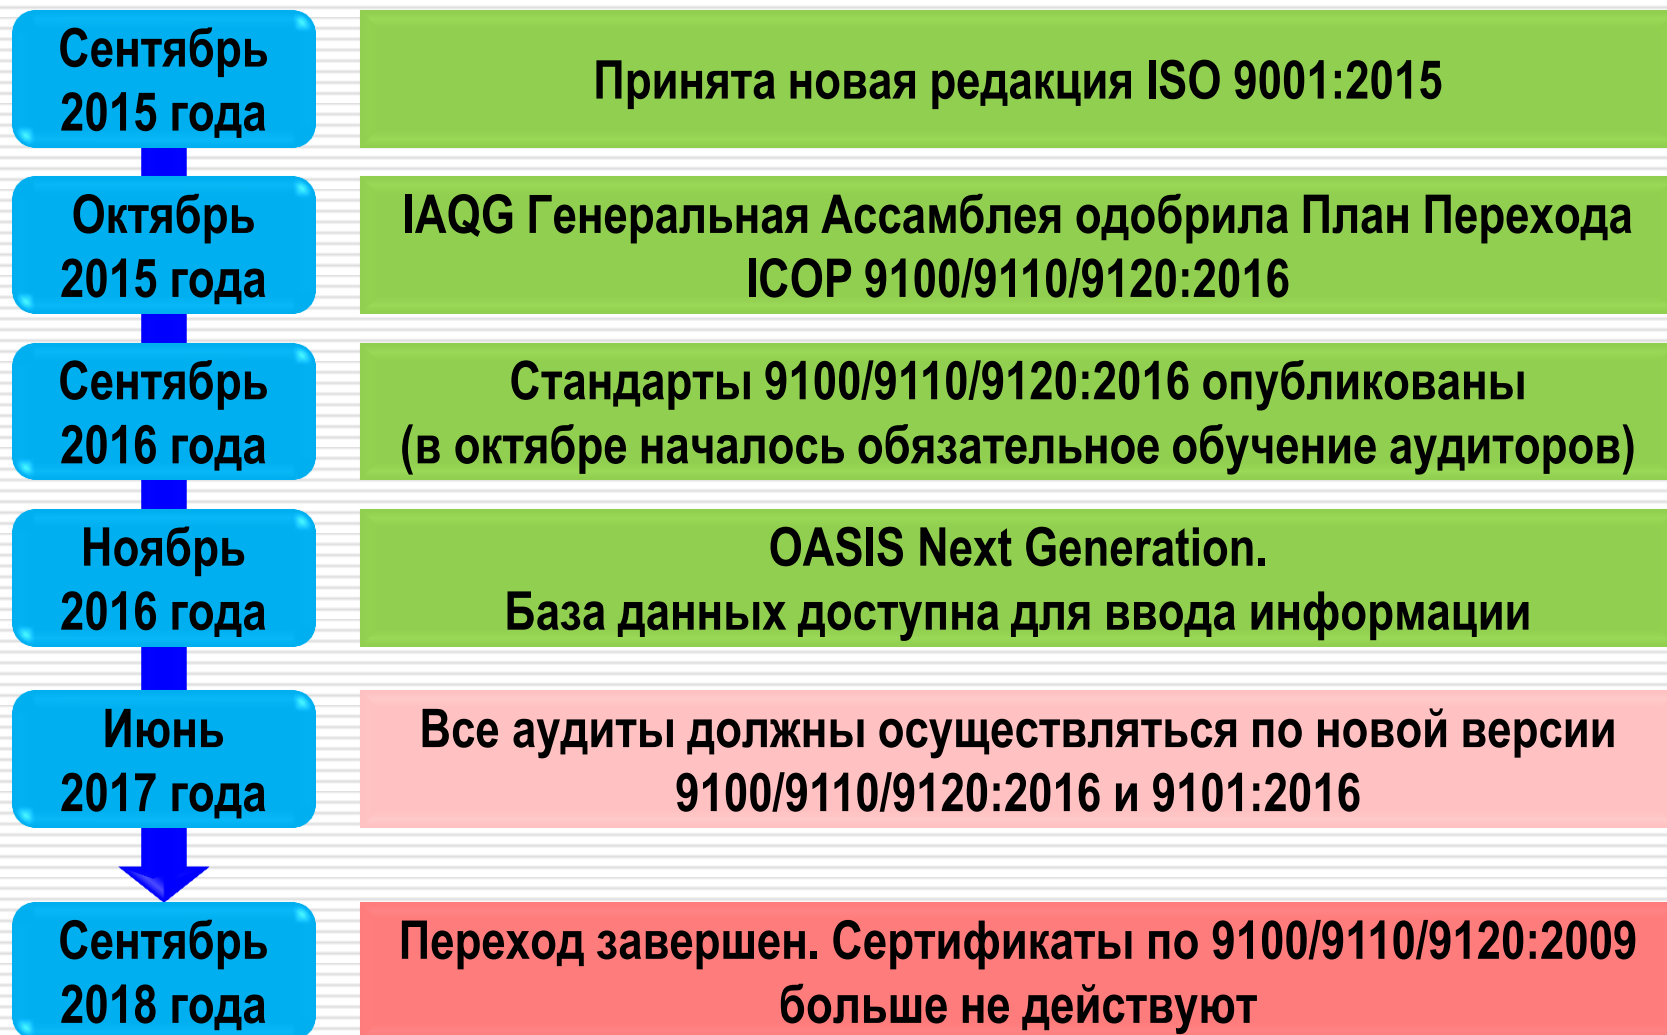 Сентябрь
2015 года
Принята новая редакция ISO 9001:2015
Октябрь
2015 года
IAQG Генеральная Ассамблея одобрила План Перехода
ICOP 9100/9110/9120:2016
Сентябрь
2016 года
Стандарты 9100/9110/9120:2016 опубликованы
(в октябре началось обязательное обучение аудиторов)
Ноябрь
2016 года
OASIS Next Generation.
База данных доступна для ввода информации
Июнь
2017 года
Все аудиты должны осуществляться по новой версии
9100/9110/9120:2016 и 9101:2016
Сентябрь
2018 года
Переход завершен. Сертификаты по 9100/9110/9120:2009
больше не действуют